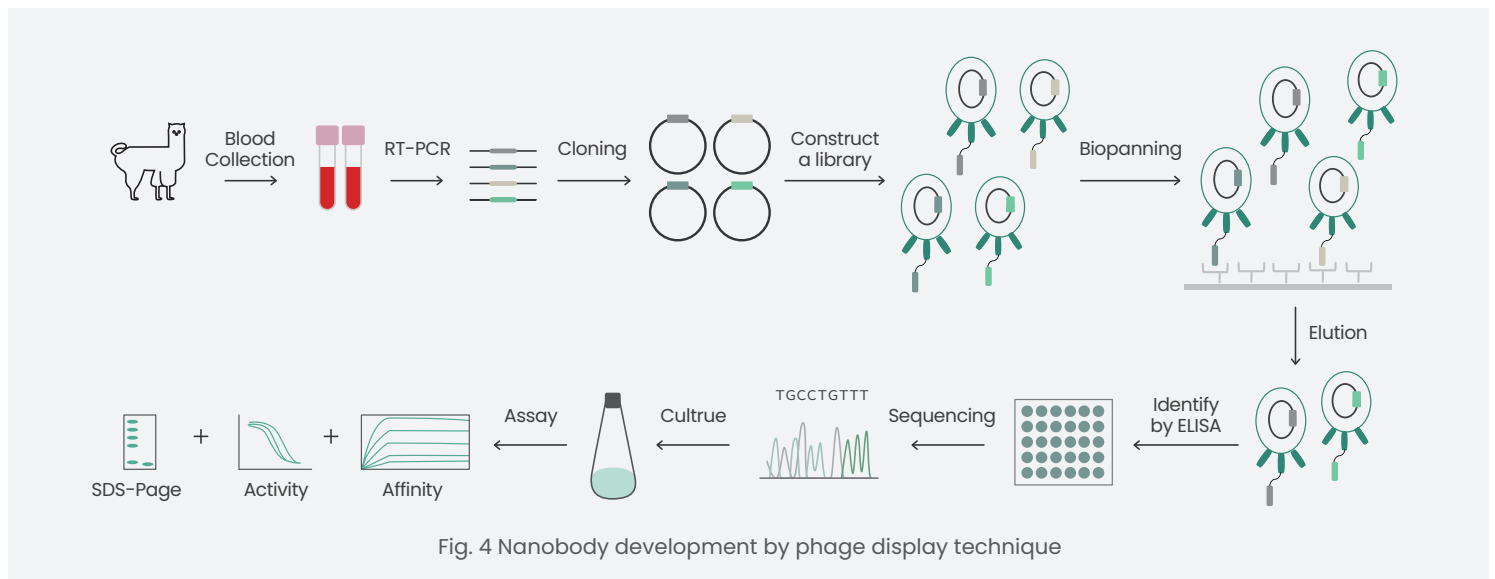 Blood
Collection
RT-PCR
Cloning
Construct
a library
Biopanning
Elution
Identify
by ELISA
Sequencing
TGCCTGTTT
Cultrue
Assay
Affinity
Activity
SDS-Page
+
+
Fig. 4 Nanobody development by phage display technique